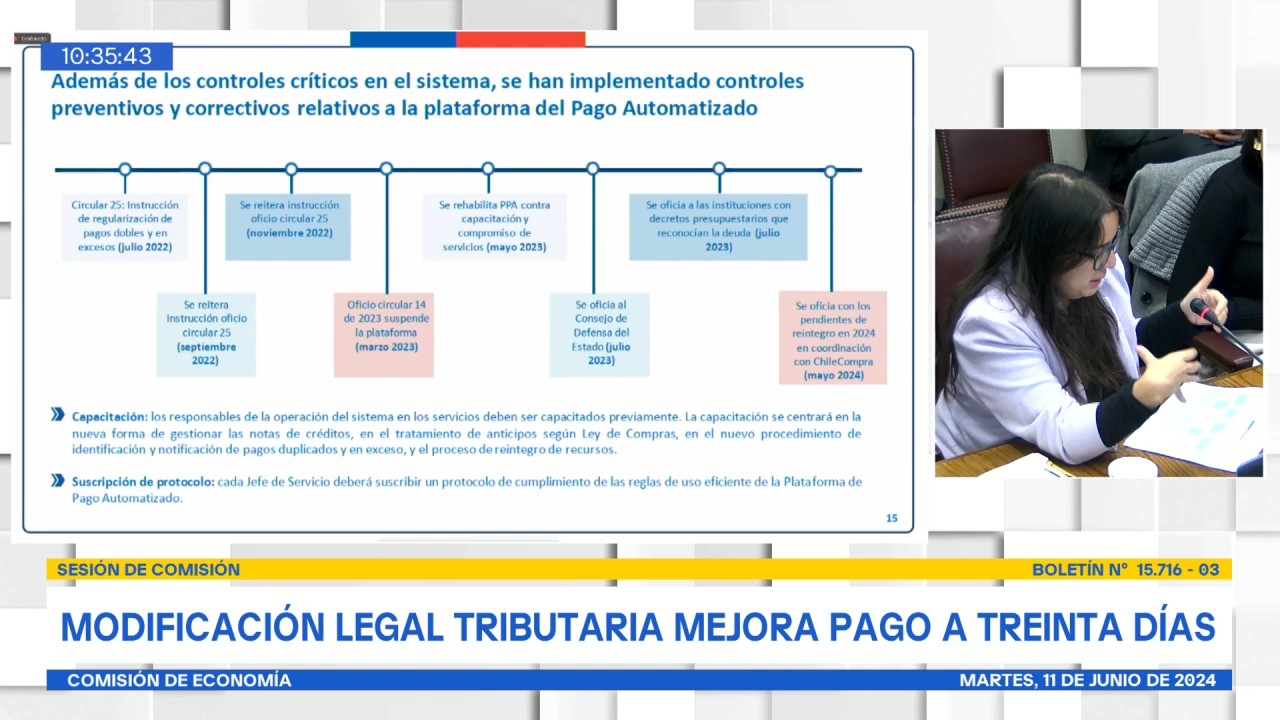 Grabando
10:35:43
Además de los controles críticos en el sistema, se han implementado controles
preventivos y correctivos relativos a la plataforma del Pago Automatizado
Circular 25: Instrucción
de regularización de
pagos dobles y en
excesos (julio 2022)
Se reitera instrucción
oficio circular 25
(noviembre 2022)
Se rehabilita PPA contra
capacitación y
compromiso de
servicios (mayo 2023)
Se oficia a las instituciones con
decretos presupuestarios que
reconocían la deuda (julio
2023)
Se reitera
instrucción oficio
circular 25
(septiembre
2022)
Oficio circular 14
de 2023 suspende
la plataforma
(marzo 2023)
Se oficia al
Consejo de
Defensa del
Estado (julio
2023)
Se oficia con los
pendientes de
reintegro en 2024
en coordinación
con ChileCompra
(mayo 2024)
Capacitación: los responsables de la operación del sistema en los servicios deben ser capacitados previamente. La capacitación se centrará en la
nueva forma de gestionar las notas de créditos, en el tratamiento de anticipos según Ley de Compras, en el nuevo procedimiento de
identificación y notificación de pagos duplicados y en exceso, y el proceso de reintegro de recursos.
Suscripción de protocolo: cada Jefe de Servicio deberá suscribir un protocolo de cumplimiento de las reglas de uso eficiente de la Plataforma de
Pago Automatizado.
15
SESIÓN DE COMISIÓN
BOLETÍN N° 15.716 - 03
MODIFICACIÓN LEGAL TRIBUTARIA MEJORA PAGO A TREINTA DÍAS
COMISIÓN DE ECONOMÍA
MARTES, 11 DE JUNIO DE 2024